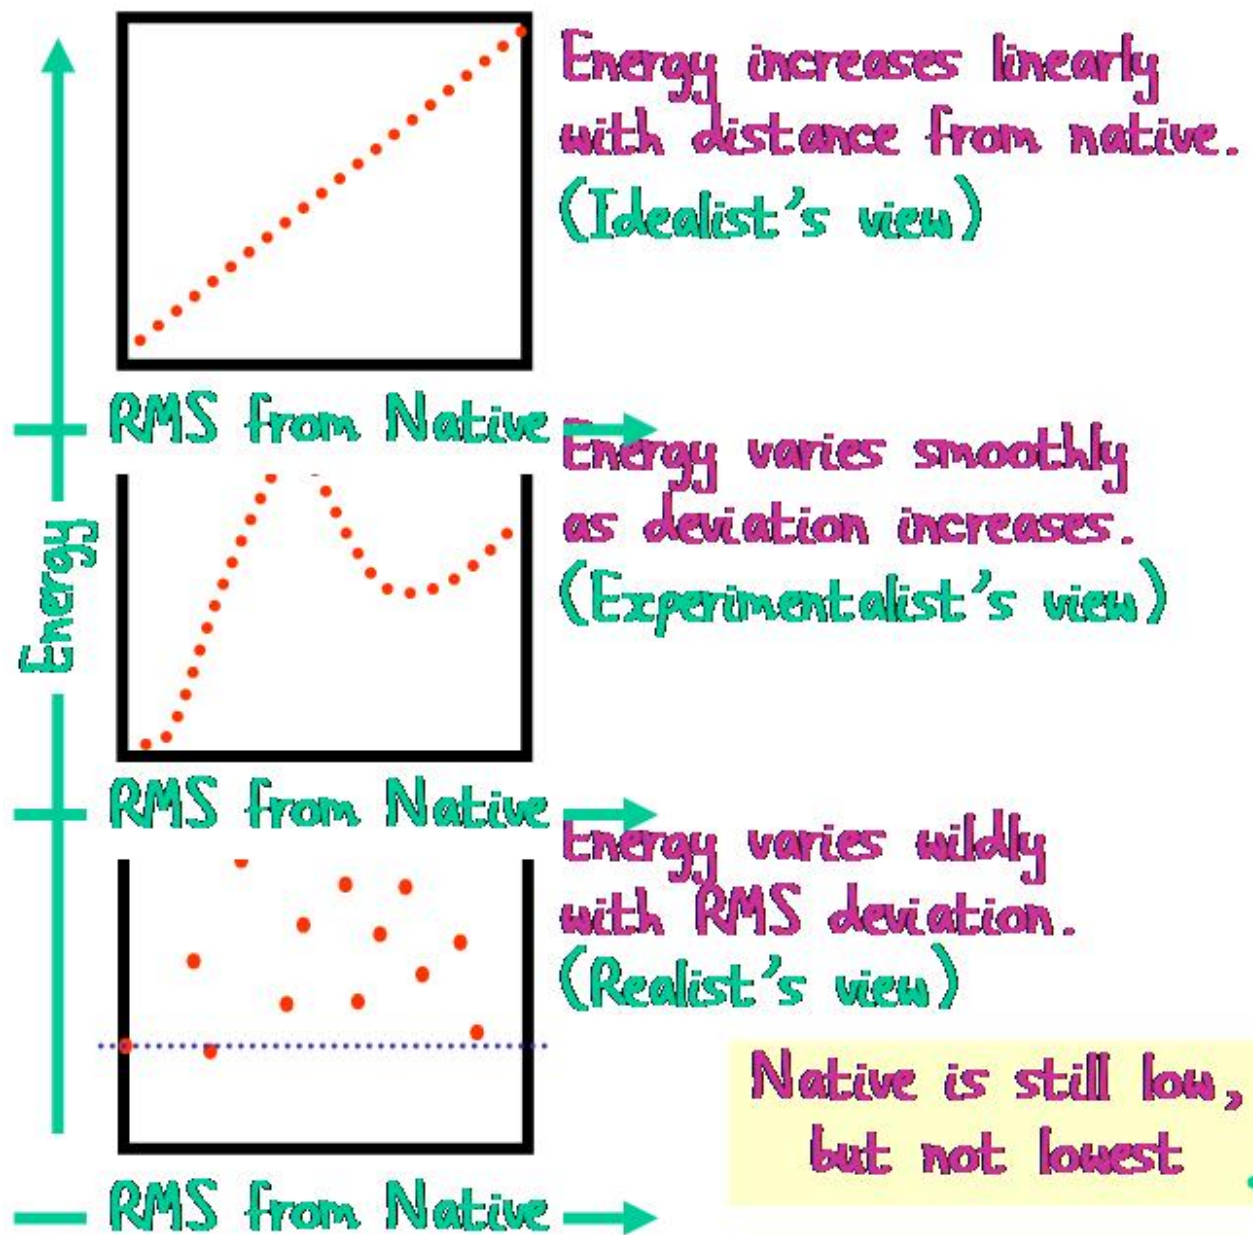 Energy increases linearly
with distance from native.
(Idealist's view)
RMS from Native
Energy varies smoothly
as deviation increases.
(Experimentalist's view)
Energy
RMS from Native
Energy varies wildly
with RMS deviation.
(Realist's view)
Native is still low,
but not lowest
RMS from Native